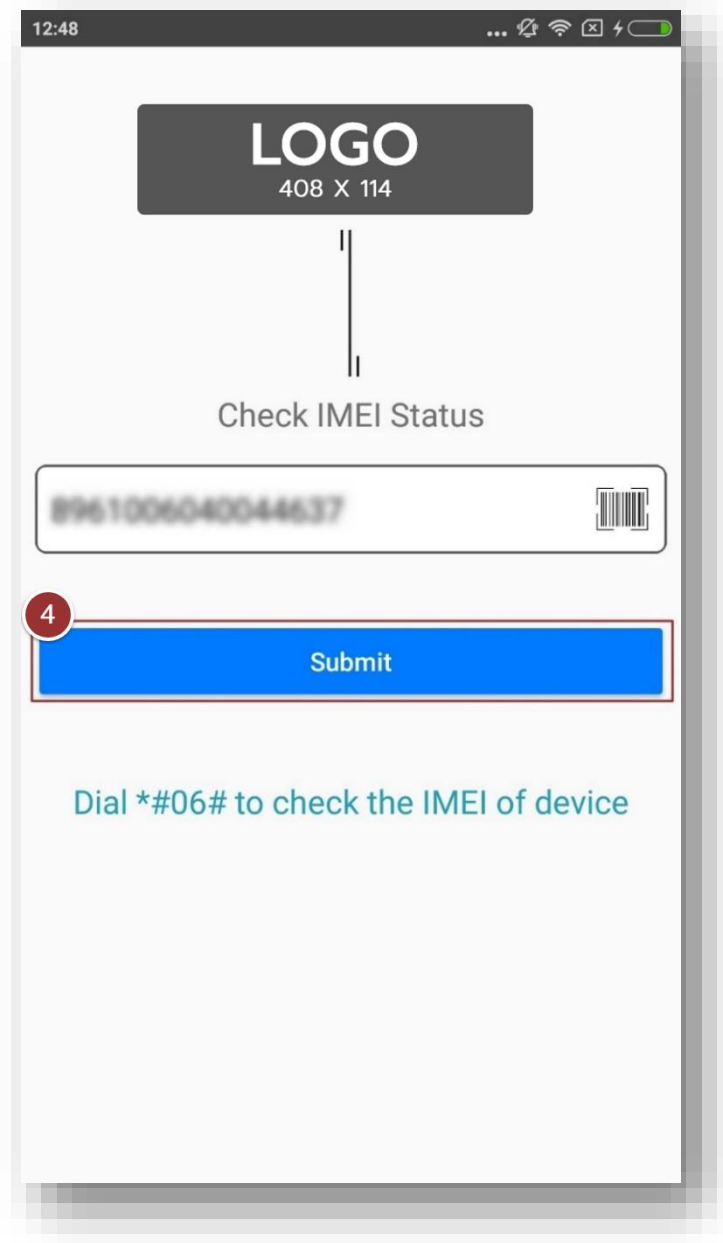 12:48
LOGO
408 X 114
Check IMEI Status
4
Submit
Dial *#06# to check the IMEI of device